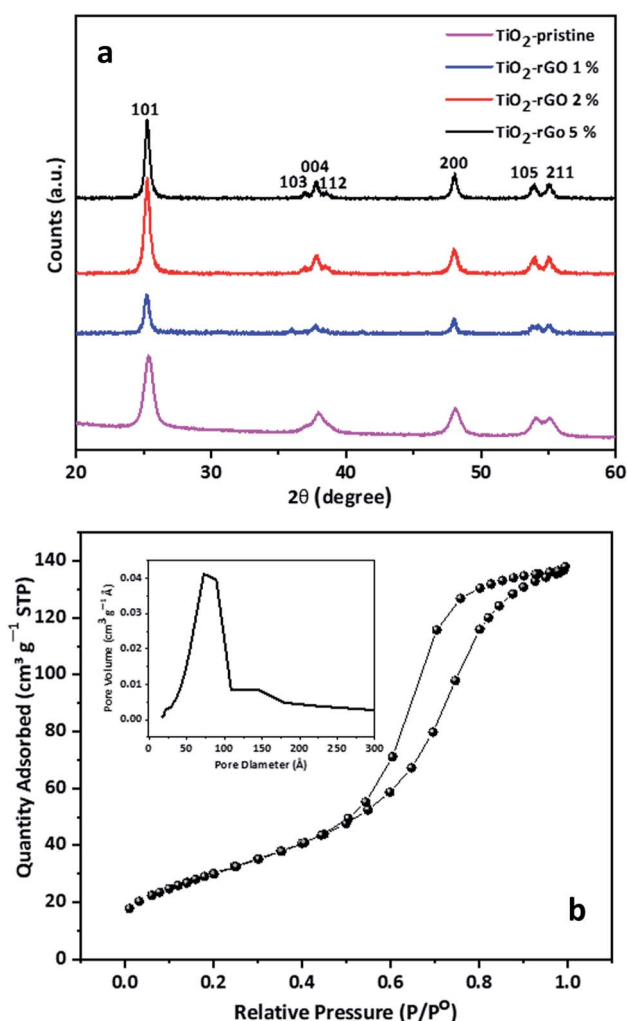 a
TiO₂-pristine
TiO₂-rGO 1 %
TiO₂-rGO 2 %
TiO₂-rGo 5 %
101
103
004
112
200
105
211
Counts (a.u.)
20 30 40 50 60
2θ (degree)
b
140
120
100
80
60
40
20
0
Quantity Adsorbed (cm³ g⁻¹ STP)
0.04
0.03
0.02
0.01
0.00
Pore Volume (cm³ g⁻¹ Å)
0 50 100 150 200 250 300
Pore Diameter (Å)
0.0 0.2 0.4 0.6 0.8 1.0
Relative Pressure (P/P⁰)